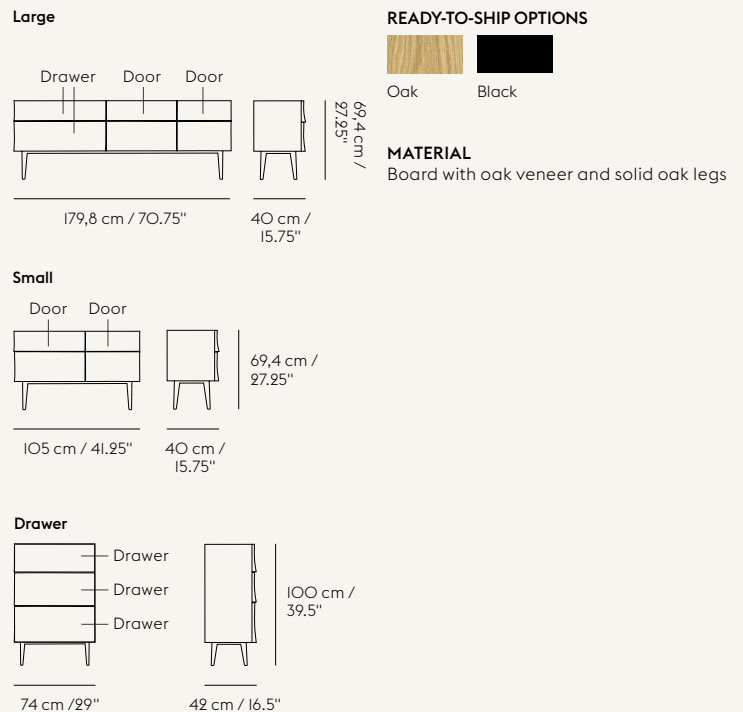 Large
Drawer Door Door
69,4 cm /
27.25"
179,8 cm / 70.75"
40 cm /
15.75"
Small
Door Door
69,4 cm /
27.25"
105 cm / 41.25"
40 cm /
15.75"
Drawer
Drawer
Drawer
Drawer
100 cm /
39.5"
74 cm /29"
42 cm / 16.5"
READY-TO-SHIP OPTIONS
Oak
Black
MATERIAL
Board with oak veneer and solid oak legs